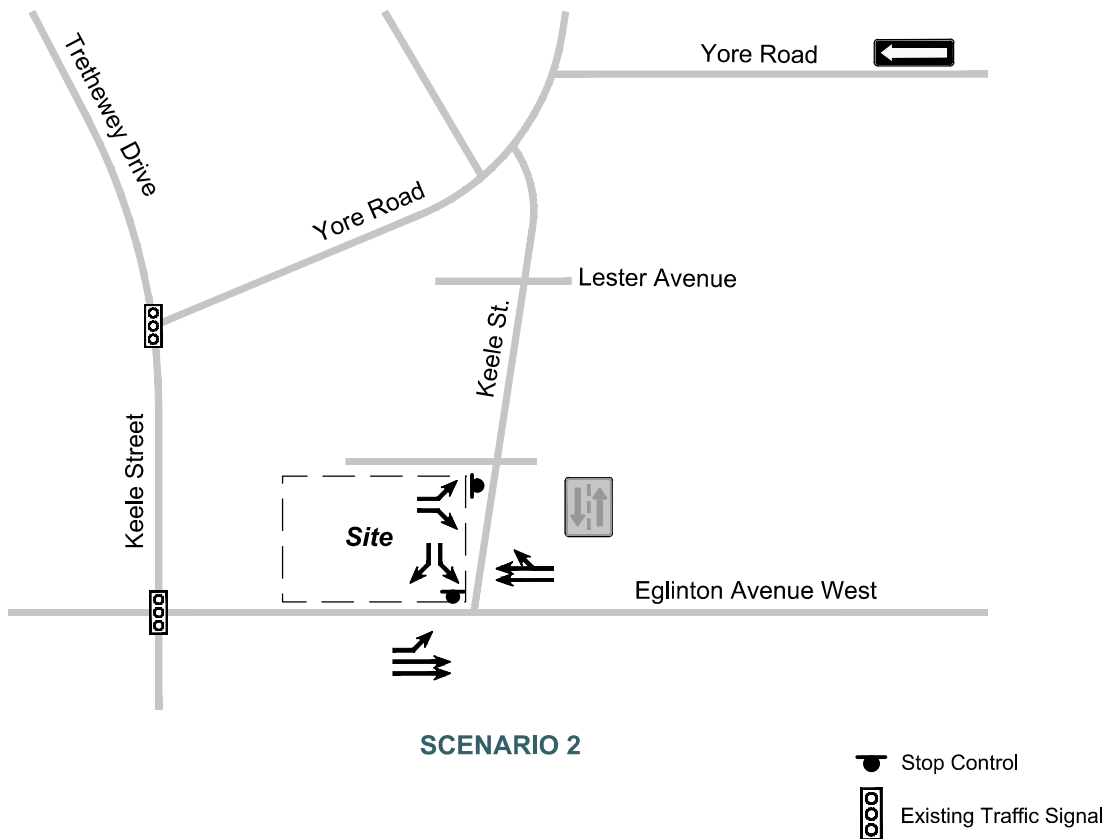 Yore Road
Trethewey Drive
Yore Road
Lester Avenue
Keele St.
Keele Street
Site
Eglinton Avenue West
SCENARIO 2
Stop Control
Existing Traffic Signal